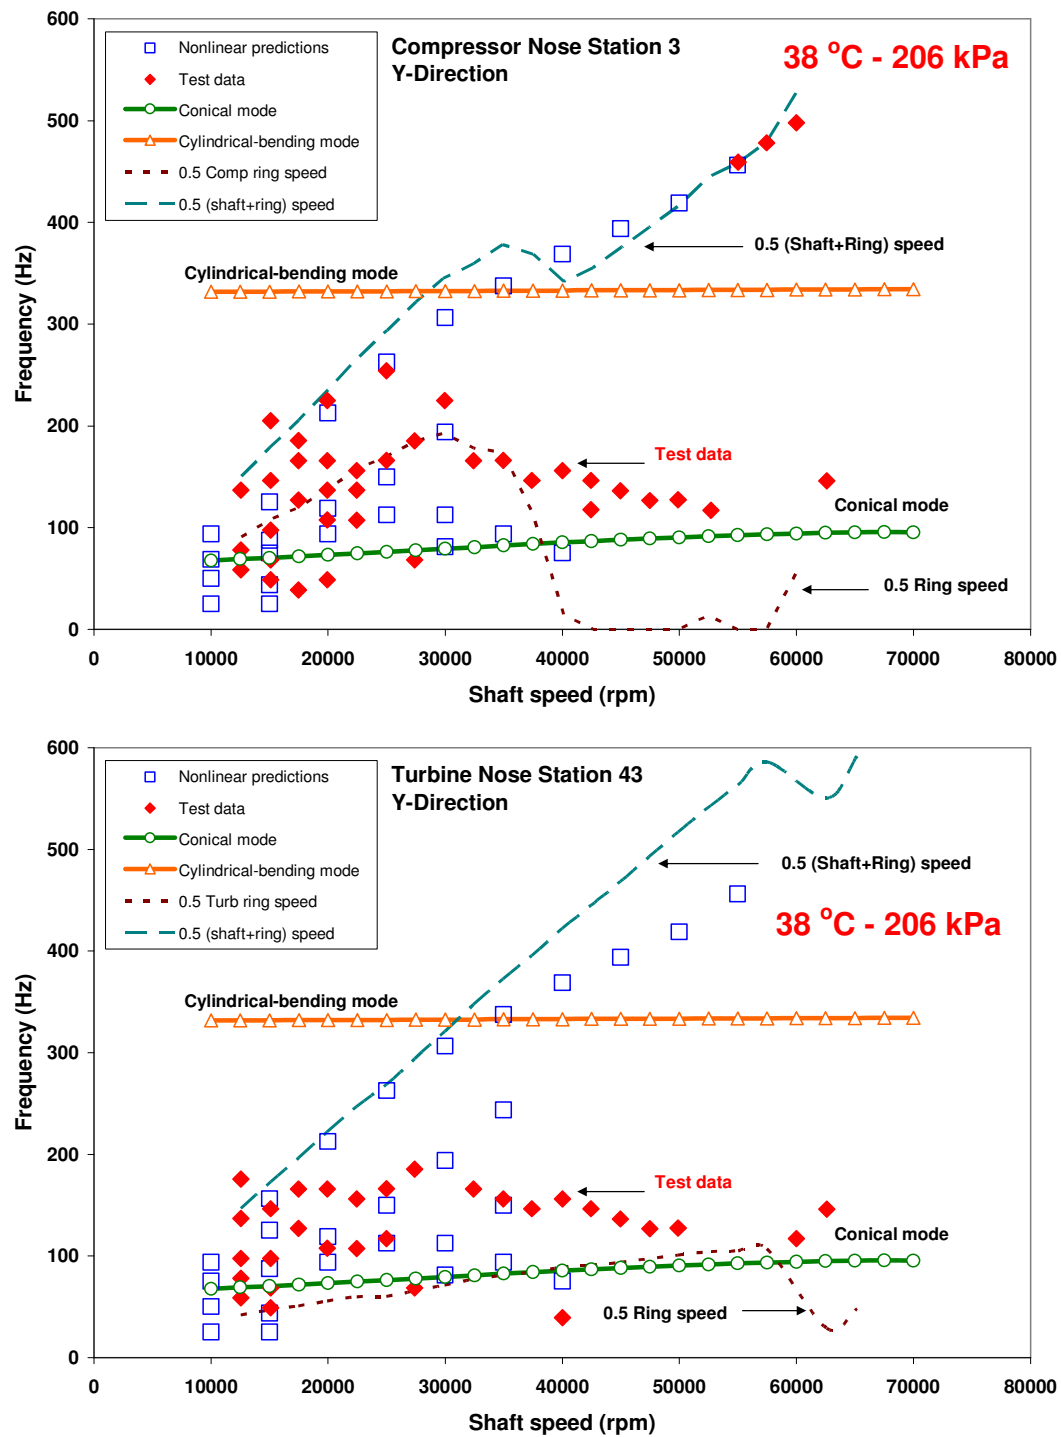 600
500
400
300
200
100
0
Frequency (Hz)
Nonlinear predictions
Test data
Conical mode
Cylindrical-bending mode
0.5 Comp ring speed
0.5 (shaft+ring) speed
Compressor Nose Station 3
Y-Direction
38 °C - 206 kPa
0.5 (Shaft+Ring) speed
Cylindrical-bending mode
Test data
Conical mode
0.5 Ring speed
0 10000 20000 30000 40000 50000 60000 70000 80000
Shaft speed (rpm)
600
500
400
300
200
100
0
Frequency (Hz)
Nonlinear predictions
Test data
Conical mode
Cylindrical-bending mode
0.5 Turb ring speed
0.5 (shaft+ring) speed
Turbine Nose Station 43
Y-Direction
0.5 (Shaft+Ring) speed
38 °C - 206 kPa
Cylindrical-bending mode
Test data
Conical mode
0.5 Ring speed
0 10000 20000 30000 40000 50000 60000 70000 80000
Shaft speed (rpm)